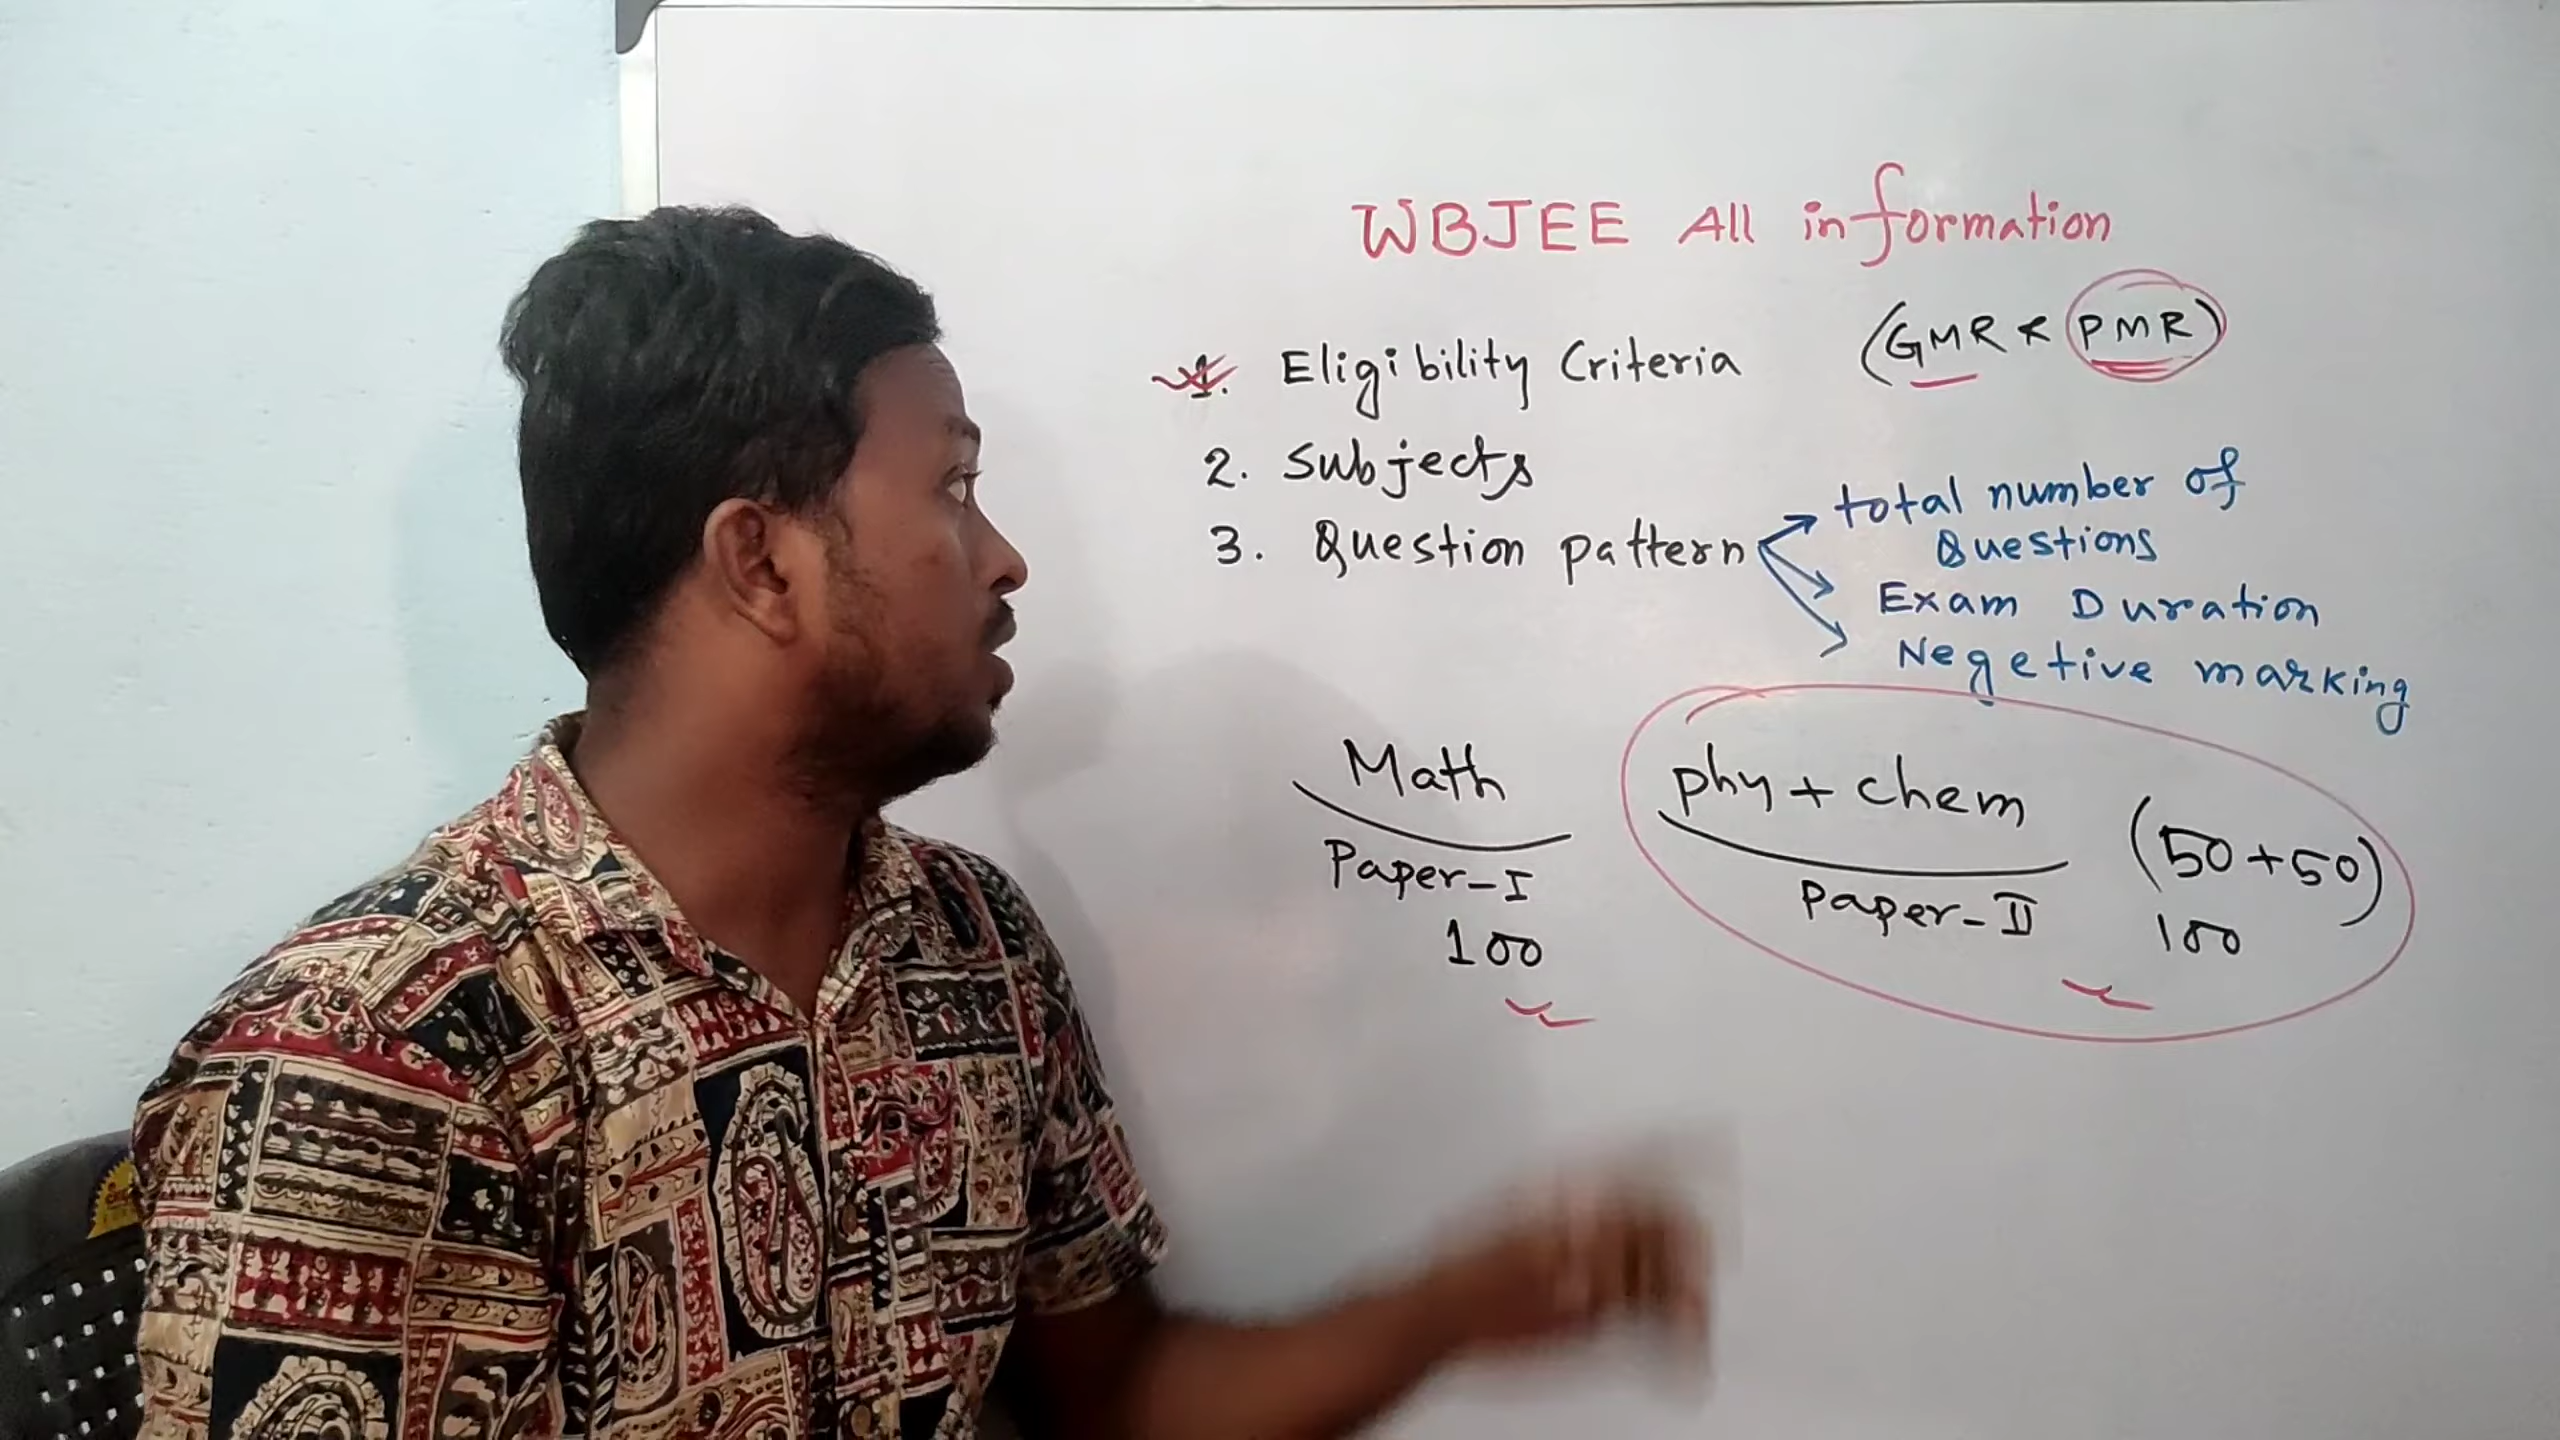 WBJEE All information
1. Eligibility Criteria (GMR & PMR)
2. Subjects
3. Question pattern
total number of
Questions
Exam Duration
Negetive marking
Math
Paper-I
100
phy + chem (50+50)
Paper-II 100